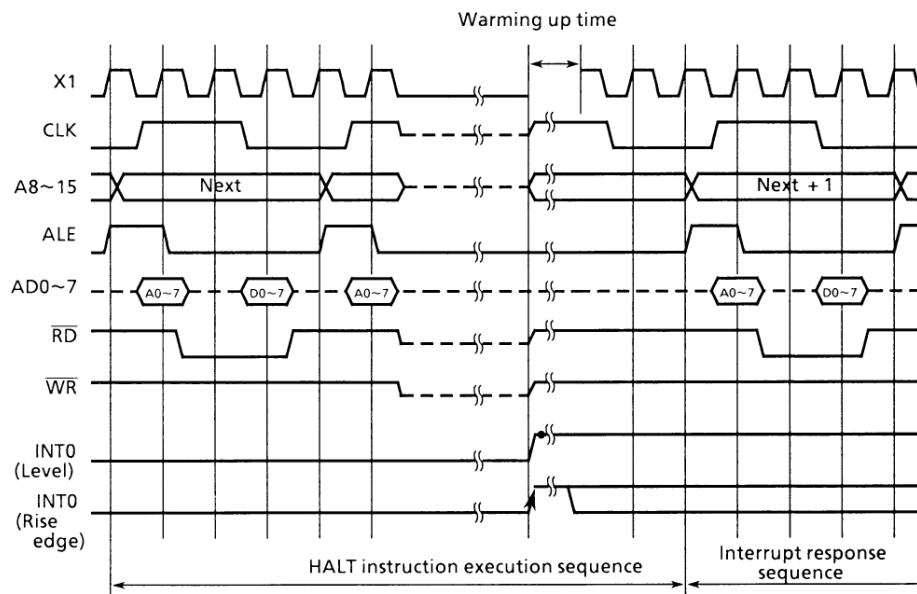 Warming up time
X1
CLK
A8~15
Next
Next + 1
ALE
AD0~7
A0~7
D0~7
A0~7
A0~7
D0~7
RD
WR
INT0
(Level)
INT0
(Rise
edge)
HALT instruction execution sequence
Interrupt response
sequence